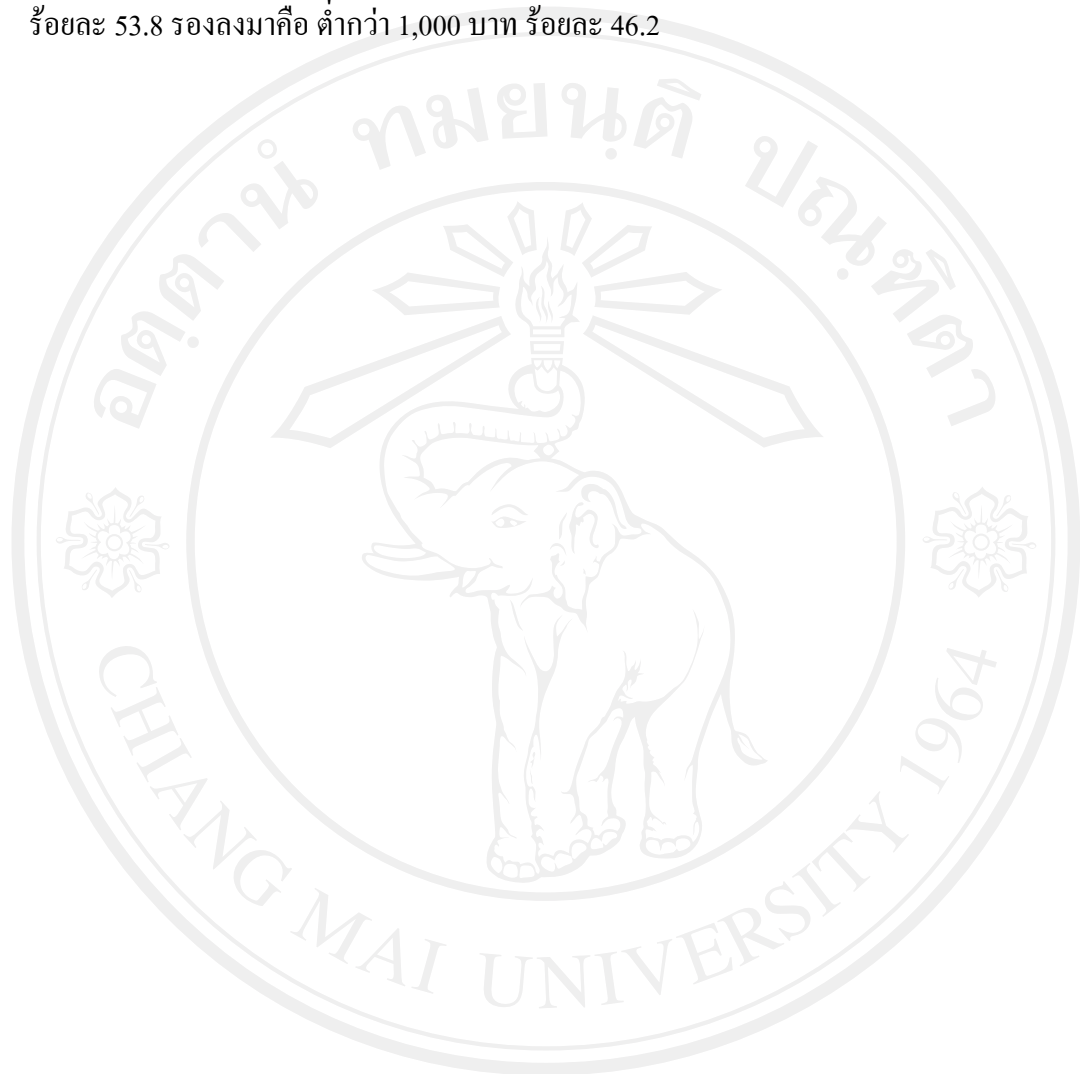 ร้อยละ 53.8 รองลงมาคือ ต่ำกว่า 1,000 บาท ร้อยละ 46.2
อตฺตานํ ทมยนฺติ ปณฺฑิตา
CHIANG MAI UNIVERSITY 1964